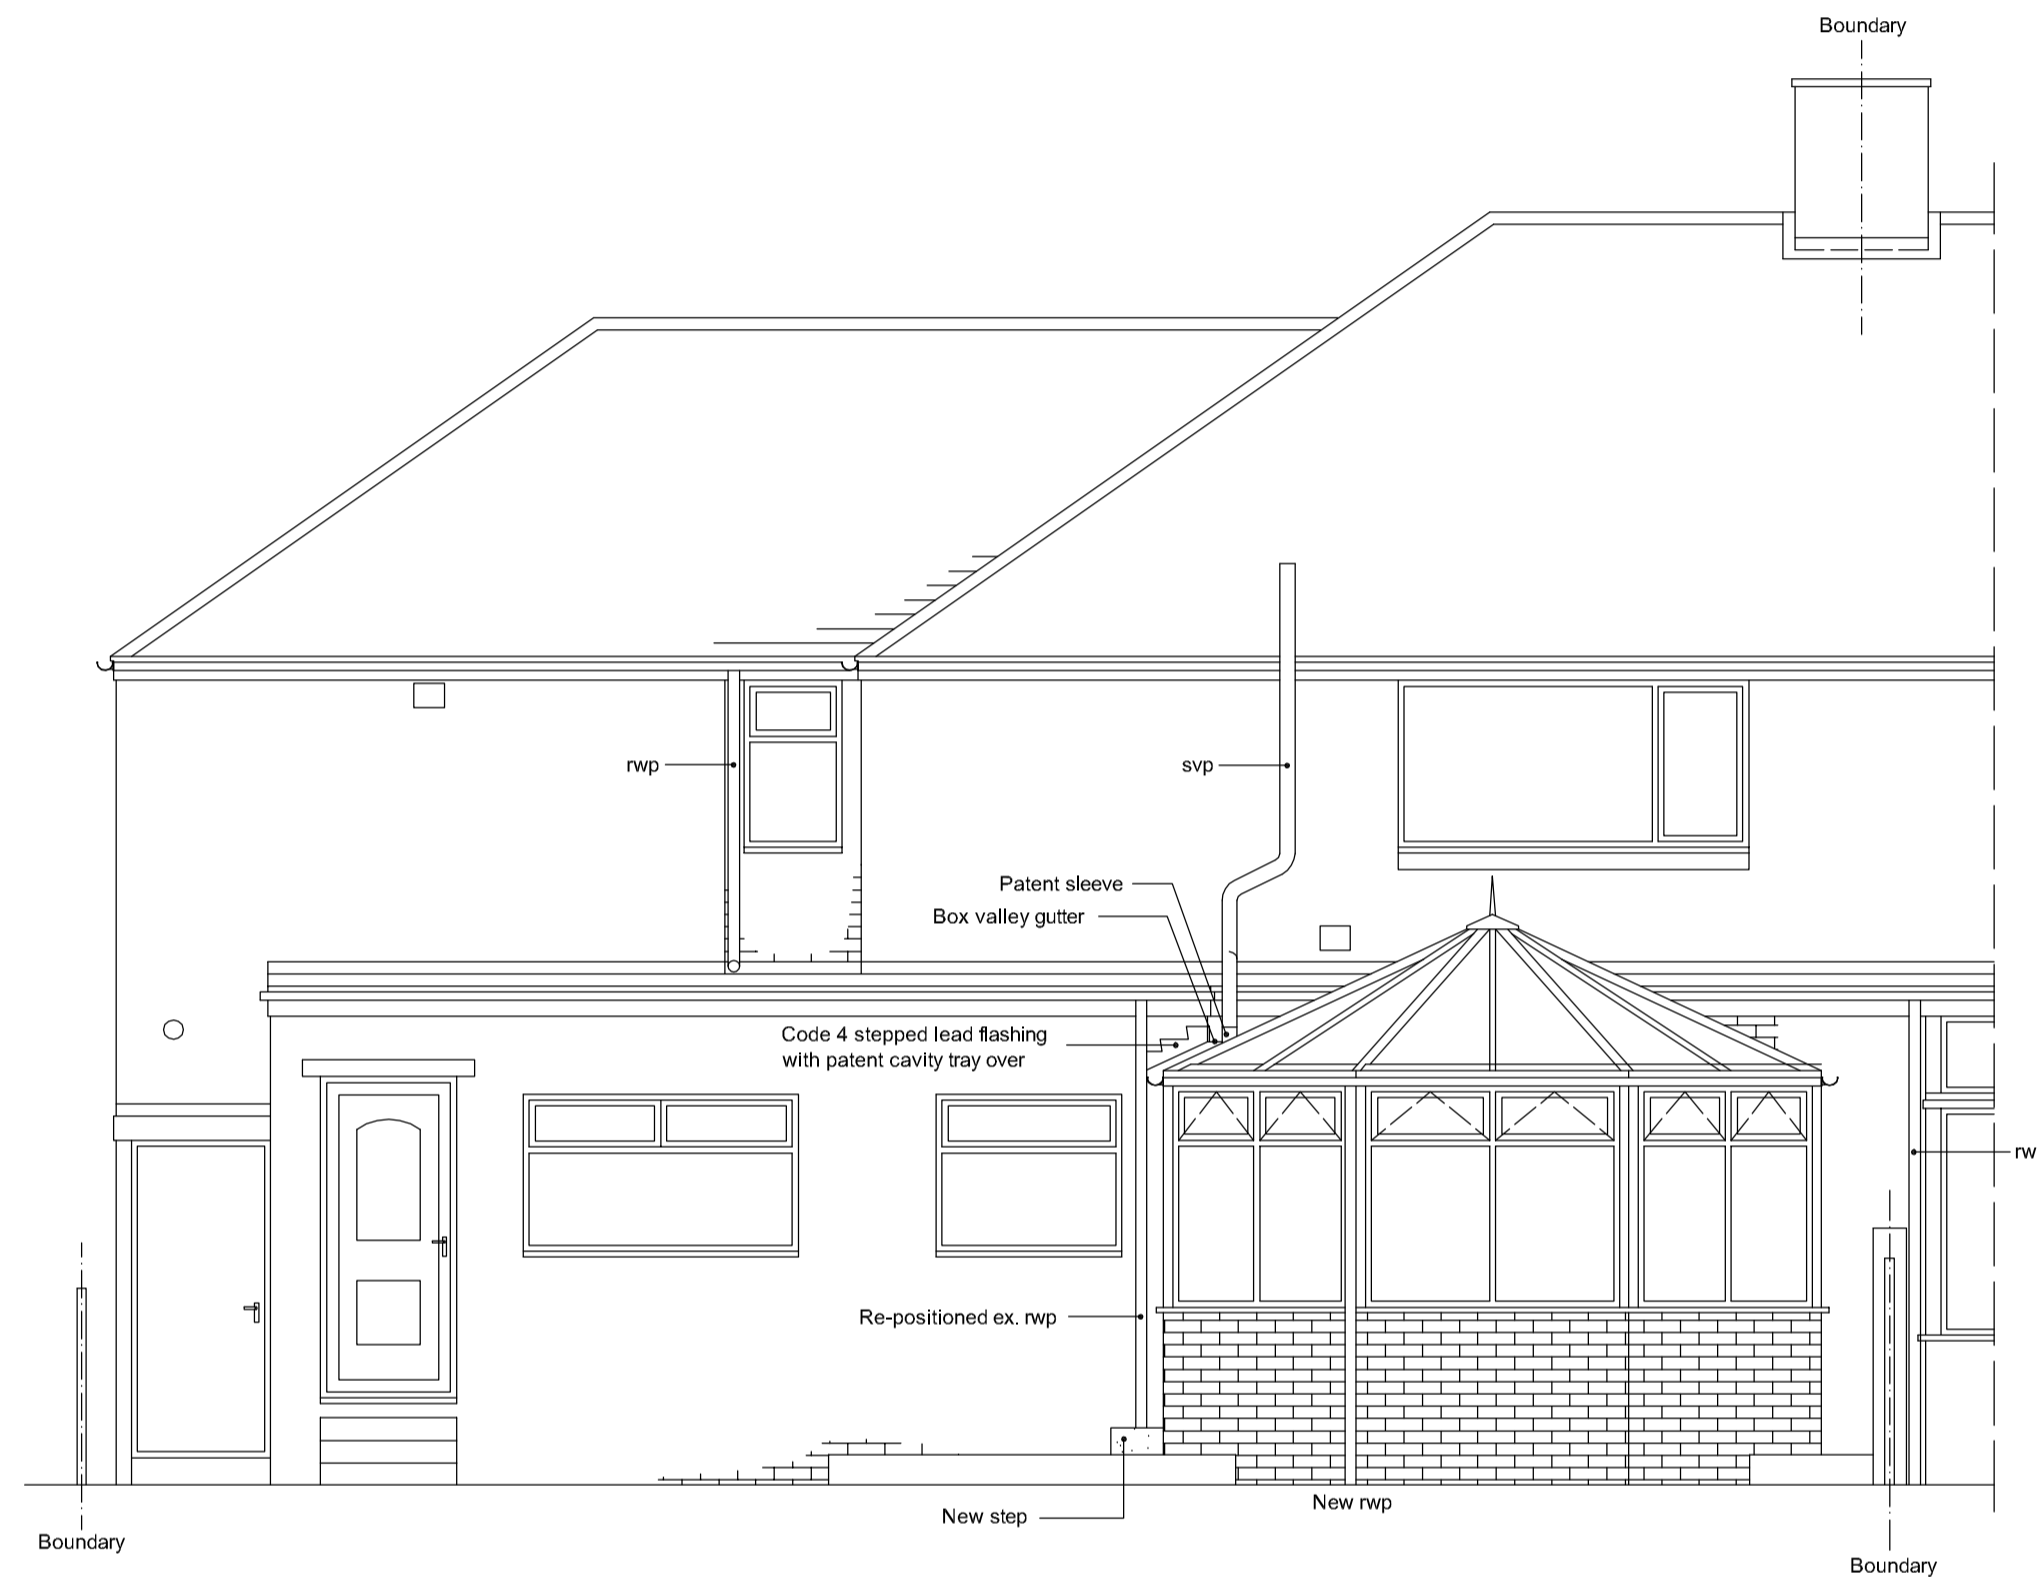 Boundary
rwp
svp
Patent sleeve
Box valley gutter
Code 4 stepped lead flashing
with patent cavity tray over
rw
Re-positioned ex. rwp
New rwp
New step
Boundary
Boundary